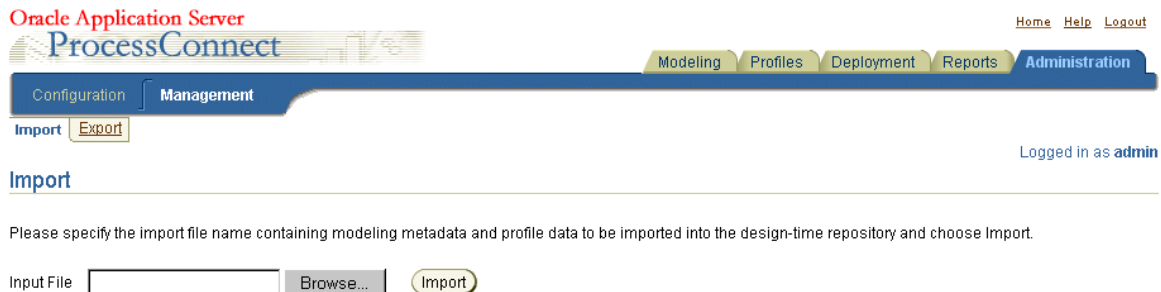 Oracle Application Server
ProcessConnect
Home Help Logout
Modeling Profiles Deployment Reports Administration
Configuration Management
Import Export
Logged in as admin
Import
Please specify the import file name containing modeling metadata and profile data to be imported into the design-time repository and choose Import.
Input File Browse... Import